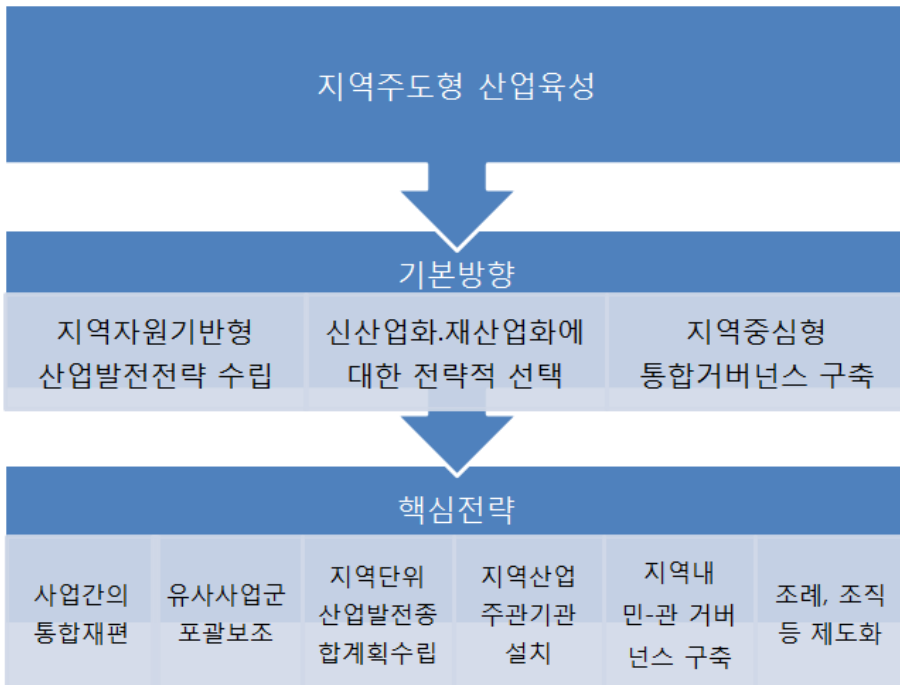 지역주도형 산업육성
기본방향
지역자원기반형
산업발전전략 수립
신산업화.재산업화에
대한 전략적 선택
지역중심형
통합거버넌스 구축
핵심전략
사업간의
통합재편
유사사업군
포괄보조
지역단위
산업발전종
합계획수립
지역산업
주관기관
설치
지역내
민-관 거버
넌스 구축
조례, 조직
등 제도화